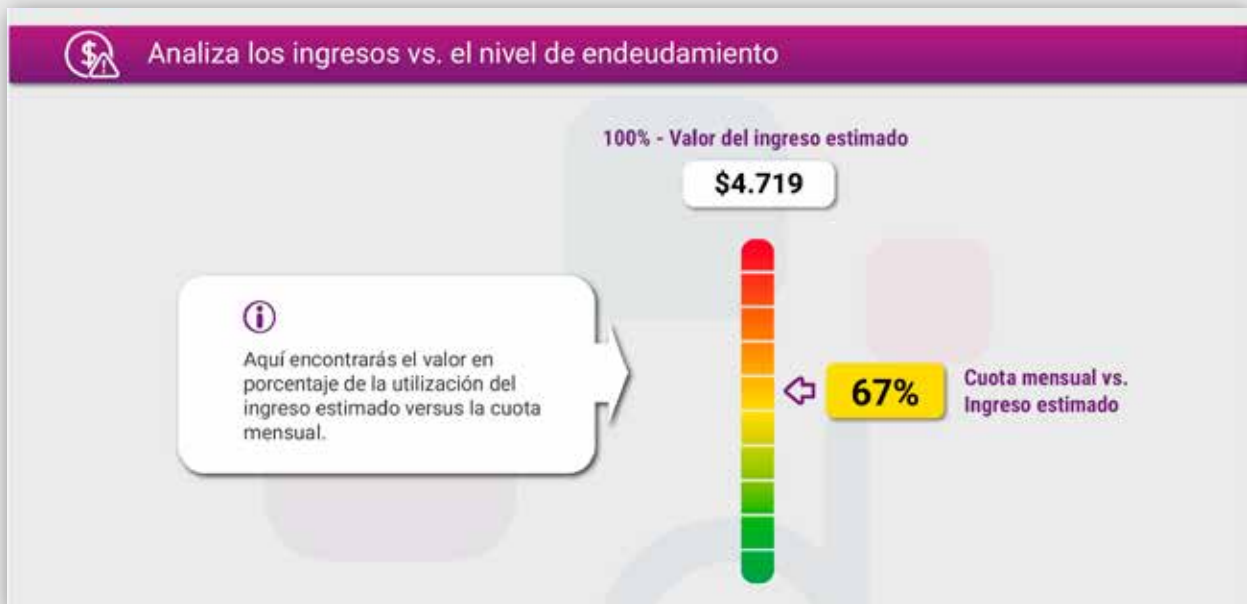 Analiza los ingresos vs. el nivel de endeudamiento
100% - Valor del ingreso estimado
$4.719
Aquí encontrarás el valor en
porcentaje de la utilización del
ingreso estimado versus la cuota
mensual.
67%
Cuota mensual vs.
Ingreso estimado